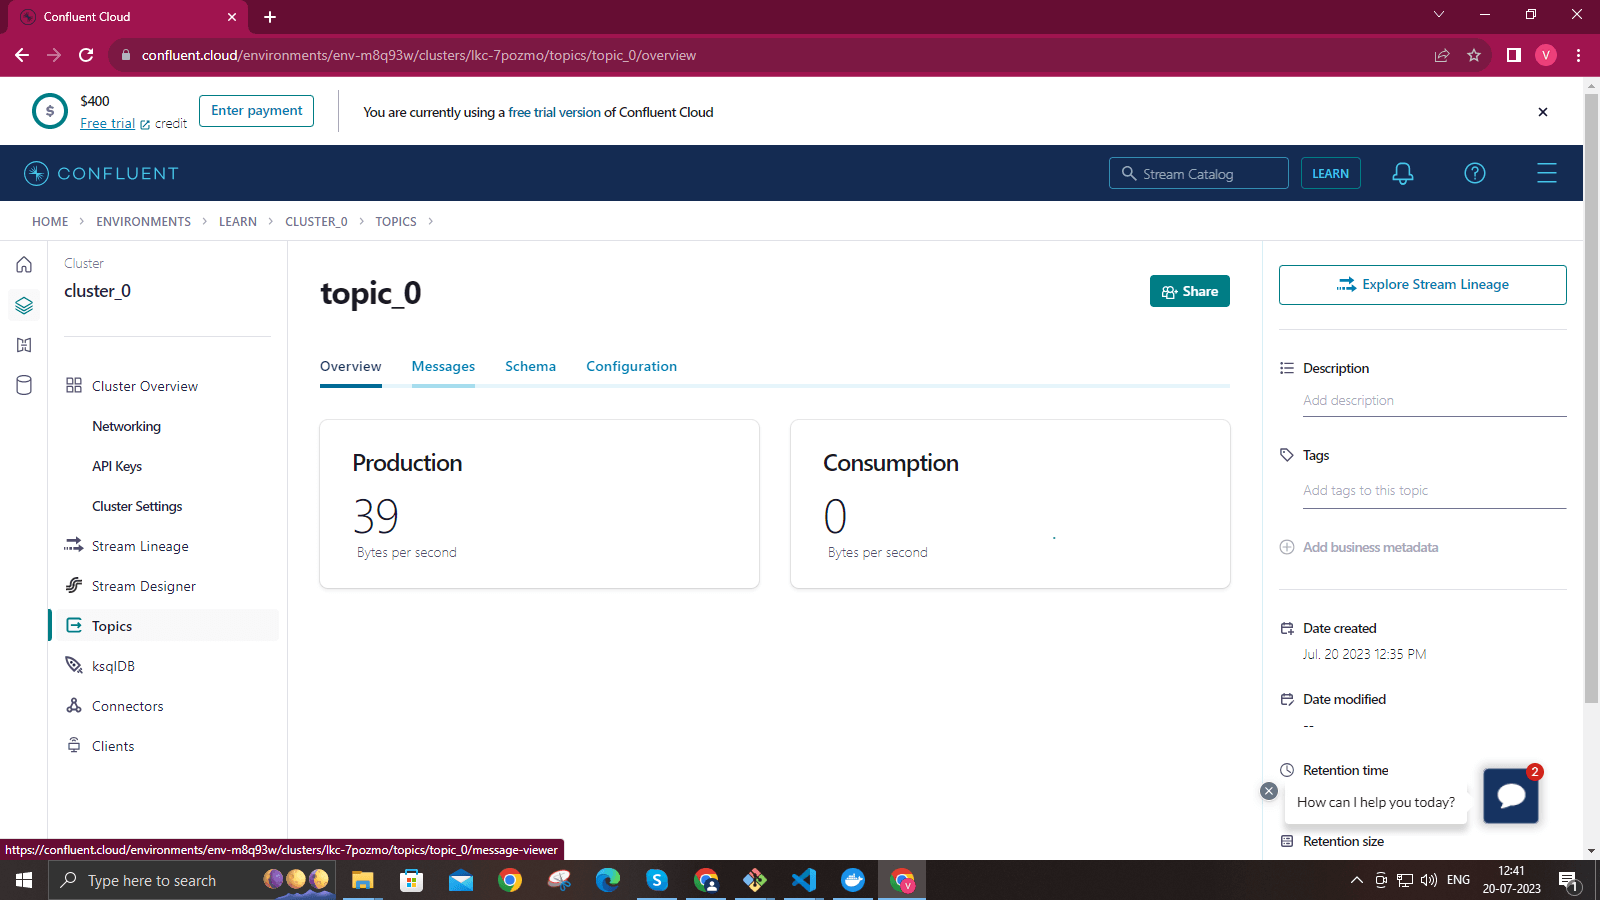 Confluent Cloud
confluent.cloud/environments/env-m8q93w/clusters/lkc-7pozmo/topics/topic_0/overview
V
$
$400
Free trial credit
Enter payment
You are currently using a free trial version of Confluent Cloud
CONFLUENT
Stream Catalog
LEARN
HOME > ENVIRONMENTS > LEARN > CLUSTER_0 > TOPICS >
Cluster
cluster_0
Cluster Overview
Networking
API Keys
Cluster Settings
Stream Lineage
Stream Designer
Topics
ksqlDB
Connectors
Clients
topic_0
Share
Overview Messages Schema Configuration
Production
39
Bytes per second
Consumption
0
Bytes per second
Explore Stream Lineage
Description
Add description
Tags
Add tags to this topic
Add business metadata
Date created
Jul. 20 2023 12:35 PM
Date modified
--
Retention time
How can I help you today?
2
Retention size
https://confluent.cloud/environments/env-m8q93w/clusters/lkc-7pozmo/topics/topic_0/message-viewer
Type here to search
S
V
ENG
12:41
20-07-2023
1